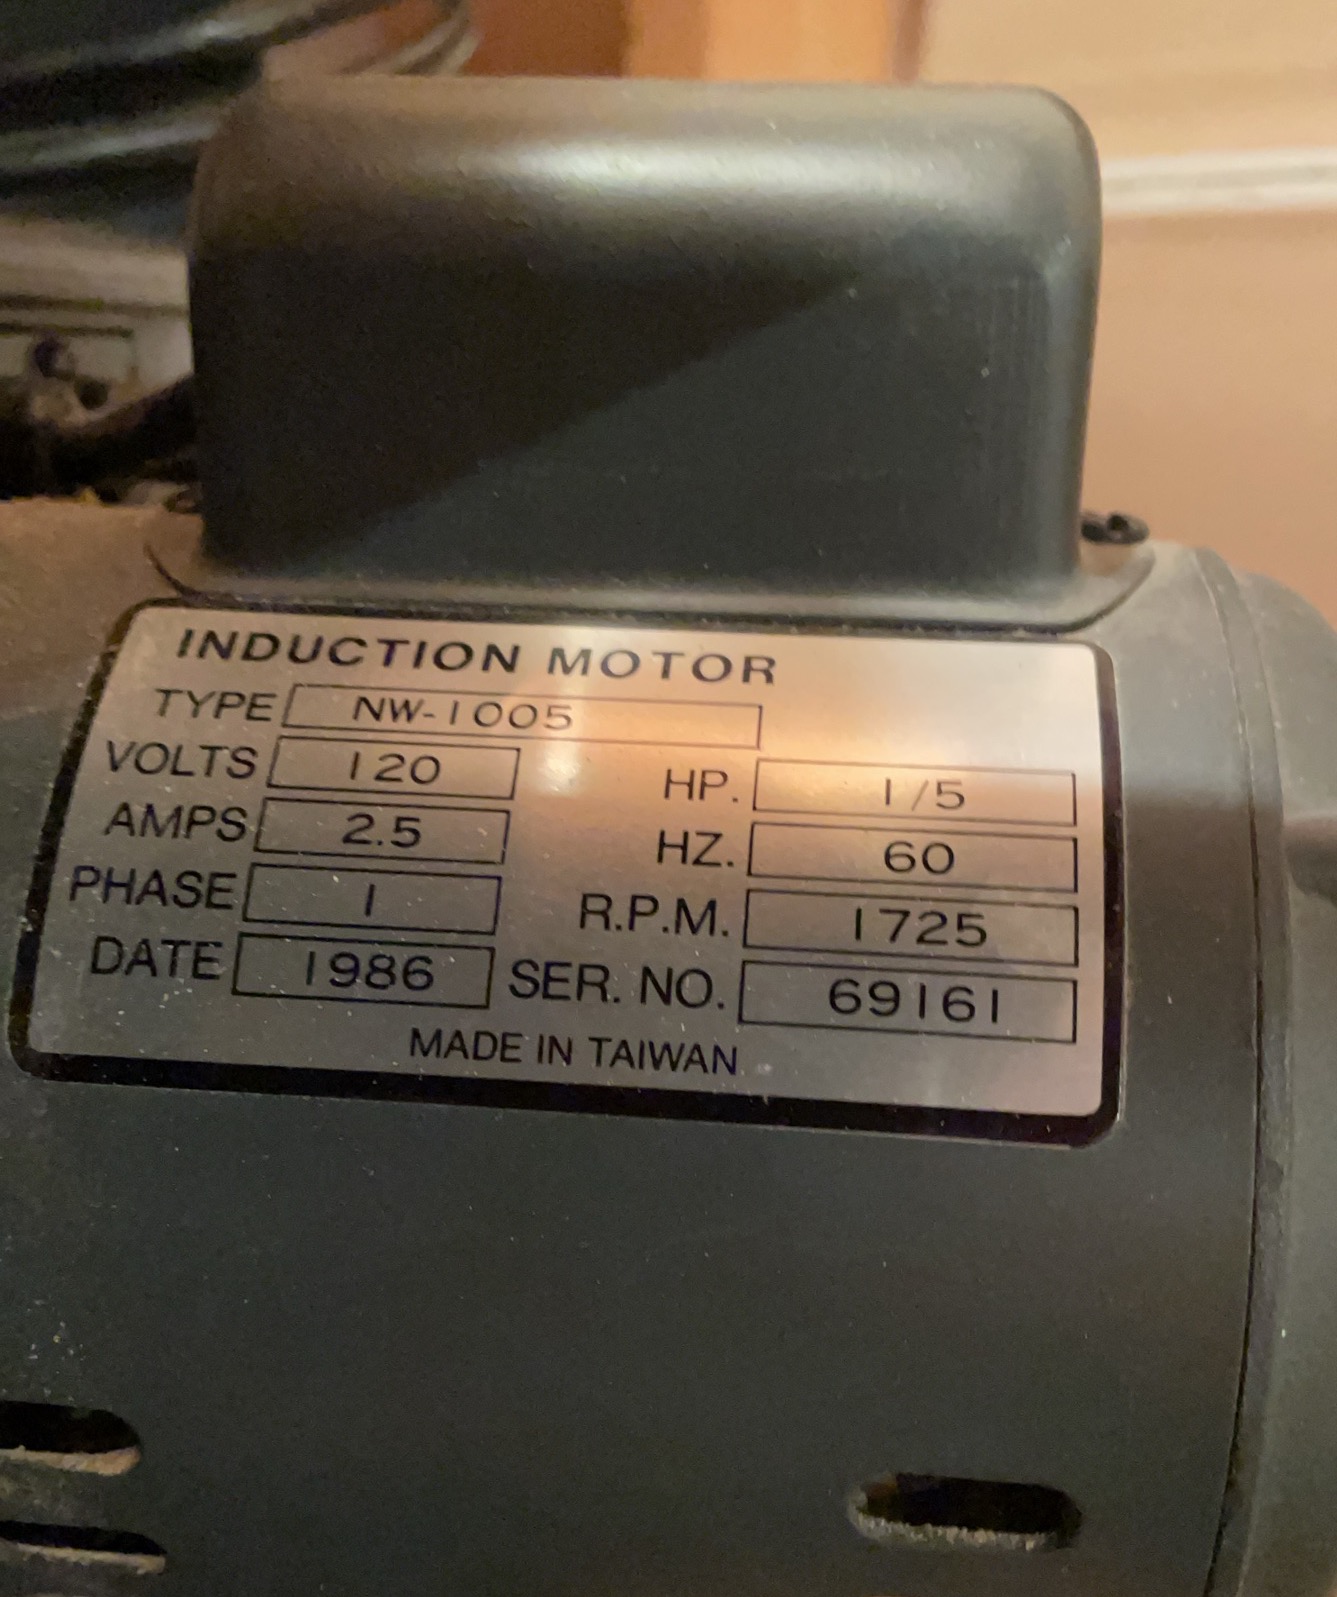 INDUCTION MOTOR
TYPE NW-1005
VOLTS 120 HP. 1/5
AMPS 2.5 HZ. 60
PHASE 1 R.P.M. 1725
DATE 1986 SER. NO. 69161
MADE IN TAIWAN